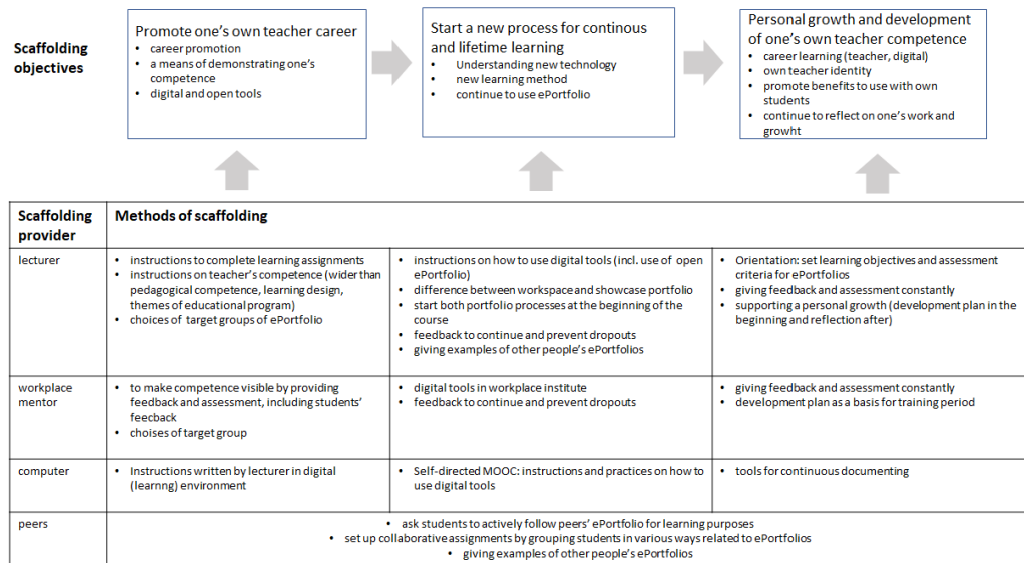 Scaffolding
objectives
Promote one's own teacher career
• career promotion
• a means of demonstrating one's
competence
• digital and open tools
Start a new process for continous
and lifetime learning
• Understanding new technology
• new learning method
• continue to use ePortfolio
Personal growth and development
of one's own teacher competence
• career learning (teacher, digital)
• own teacher identity
• promote benefits to use with own
students
• continue to reflect on one's work and
growht
Scaffolding
provider
Methods of scaffolding
lecturer
• instructions to complete learning assignments
• instructions on teacher's competence (wider than
pedagogical competence, learning design,
themes of educational program)
• choices of target groups of ePortfolio
• instructions on how to use digital tools (incl. use of open
ePortfolio)
• difference between workspace and showcase portfolio
• start both portfolio processes at the beginning of the
course
• feedback to continue and prevent dropouts
• giving examples of other people's ePortfolios
• Orientation: set learning objectives and assessment
criteria for ePortfolios
• giving feedback and assessment constantly
• supporting a personal growth (development plan in the
beginning and reflection after)
workplace
mentor
• to make competence visible by providing
feedback and assessment, including students'
feecback
• choises of target group
• digital tools in workplace institute
• feedback to continue and prevent dropouts
• giving feedback and assessment constantly
• development plan as a basis for training period
computer
• Instructions written by lecturer in digital
(learnng) environment
• Self-directed MOOC: instructions and practices on how to
use digital tools
• tools for continuous documenting
peers
• ask students to actively follow peers' ePortfolio for learning purposes
• set up collaborative assignments by grouping students in various ways related to ePortfolios
• giving examples of other people's ePortfolios